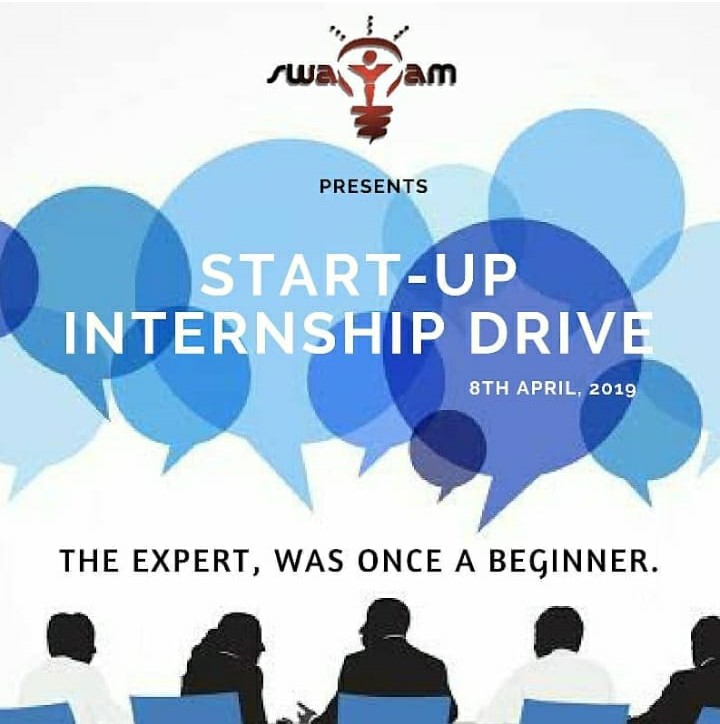 swayam
PRESENTS
START-UP
INTERNSHIP DRIVE
8TH APRIL, 2019
THE EXPERT, WAS ONCE A BEGINNER.